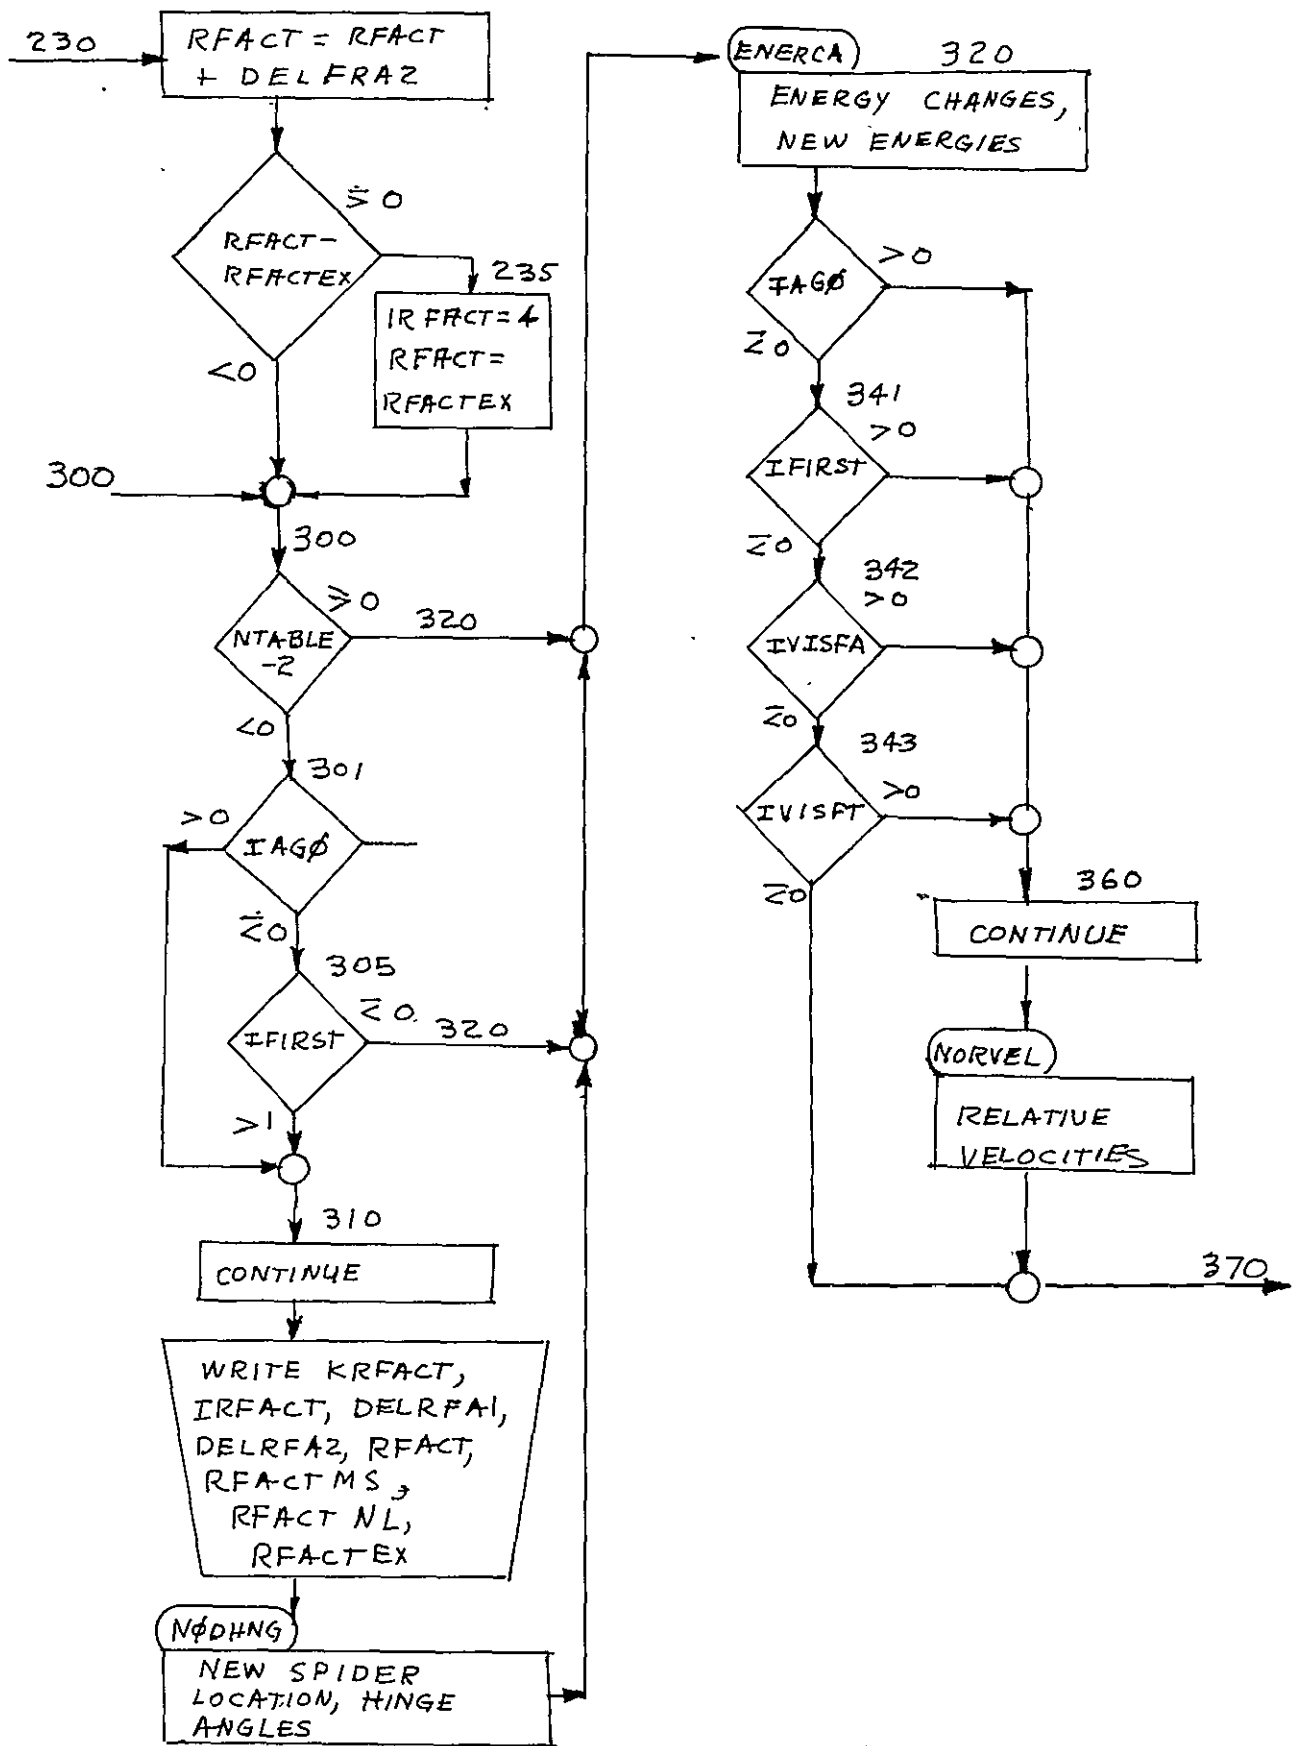 230
RFACT = RFACT
+ DELFRA2
≥ 0
RFACT-
RFACTEX
235
IRFACT = 4
RFACT =
RFACTEX
<0
300
300
≥0
320
NTABLE
-2
<0
301
>0
IAGØ
≤0
305
≤0
320
IFIRST
>1
310
CONTINUE
WRITE KRFACT,
IRFACT, DELRFA1,
DELRFA2, RFACT,
RFACTMS,
RFACTNL,
RFACTEX
NØDHNG
NEW SPIDER
LOCATION, HINGE
ANGLES
ENERCA
320
ENERGY CHANGES,
NEW ENERGIES
>0
IAGØ
≤0
341
>0
IFIRST
≤0
342
>0
IVISFA
≤0
343
>0
IVISFT
≤0
360
CONTINUE
NORVEL
RELATIVE
VELOCITIES
370